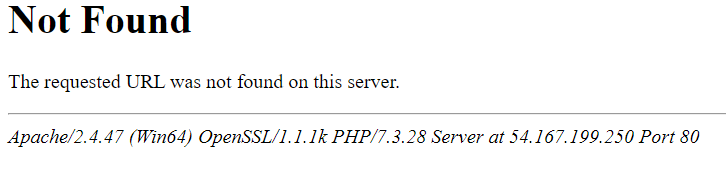 Not Found
The requested URL was not found on this server.
Apache/2.4.47 (Win64) OpenSSL/1.1.1k PHP/7.3.28 Server at 54.167.199.250 Port 80